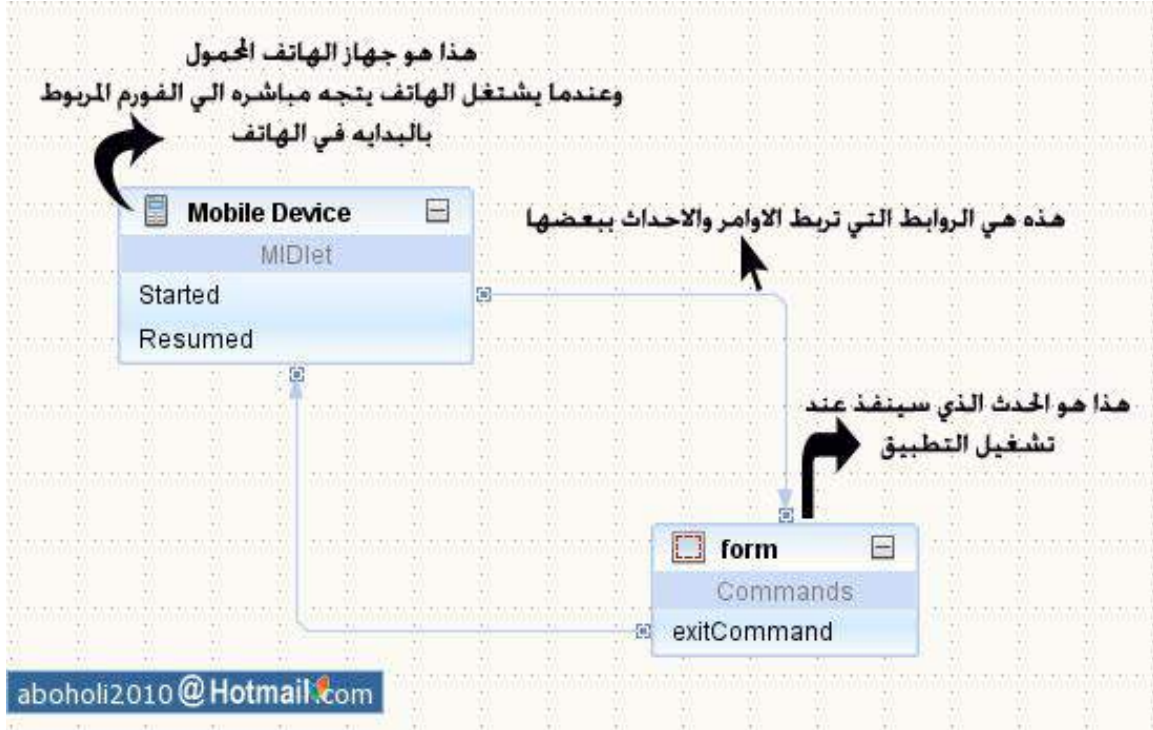 هذا هو جهاز الهاتف المحمول
وعندما يشتغل الهاتف يتجه مباشره الي الفورم المربوط
بالبدايه في الهاتف
Mobile Device
MIDlet
Started
Resumed
هذه هي الروابط التي تربط الاوامر والاحداث ببعضها
هذا هو الحدث الذي سينفذ عند
تشغيل التطبيق
form
Commands
exitCommand
aboholi2010@Hotmail.com